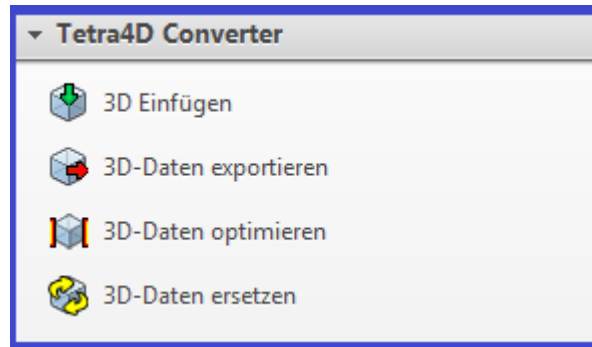 Tetra4D Converter
3D Einfügen
3D-Daten exportieren
3D-Daten optimieren
3D-Daten ersetzen